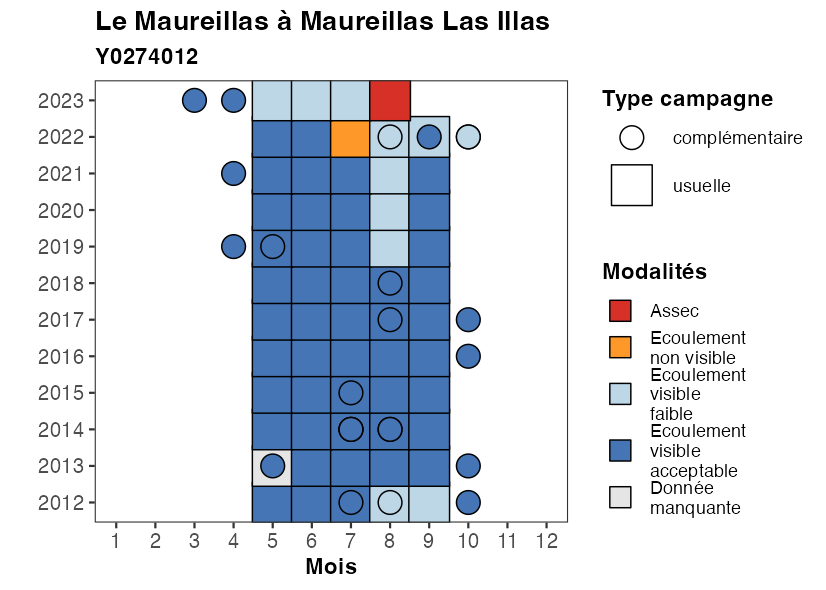 Le Maureillas à Maureillas Las Illas
Y0274012
2023
2022
2021
2020
2019
2018
2017
2016
2015
2014
2013
2012
1 2 3 4 5 6 7 8 9 10 11 12
Mois
Type campagne
complémentaire
usuelle
Modalités
Assec
Ecoulement
non visible
Ecoulement
visible
faible
Ecoulement
visible
acceptable
Donnée
manquante